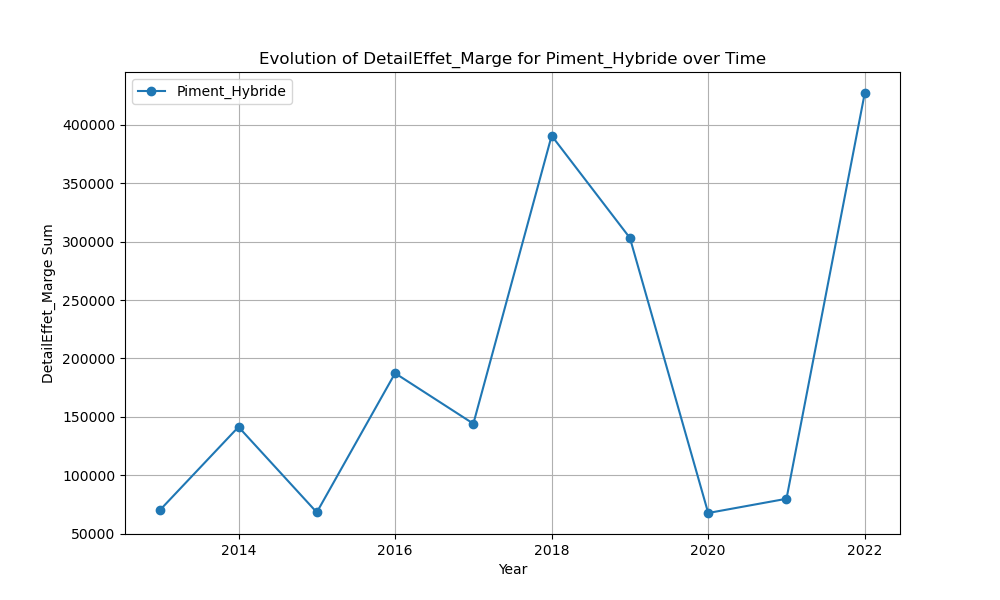 Evolution of DetailEffet_Marge for Piment_Hybride over Time
Piment_Hybride
400000
350000
300000
250000
200000
150000
100000
50000
DetailEffet_Marge Sum
2014 2016 2018 2020 2022
Year